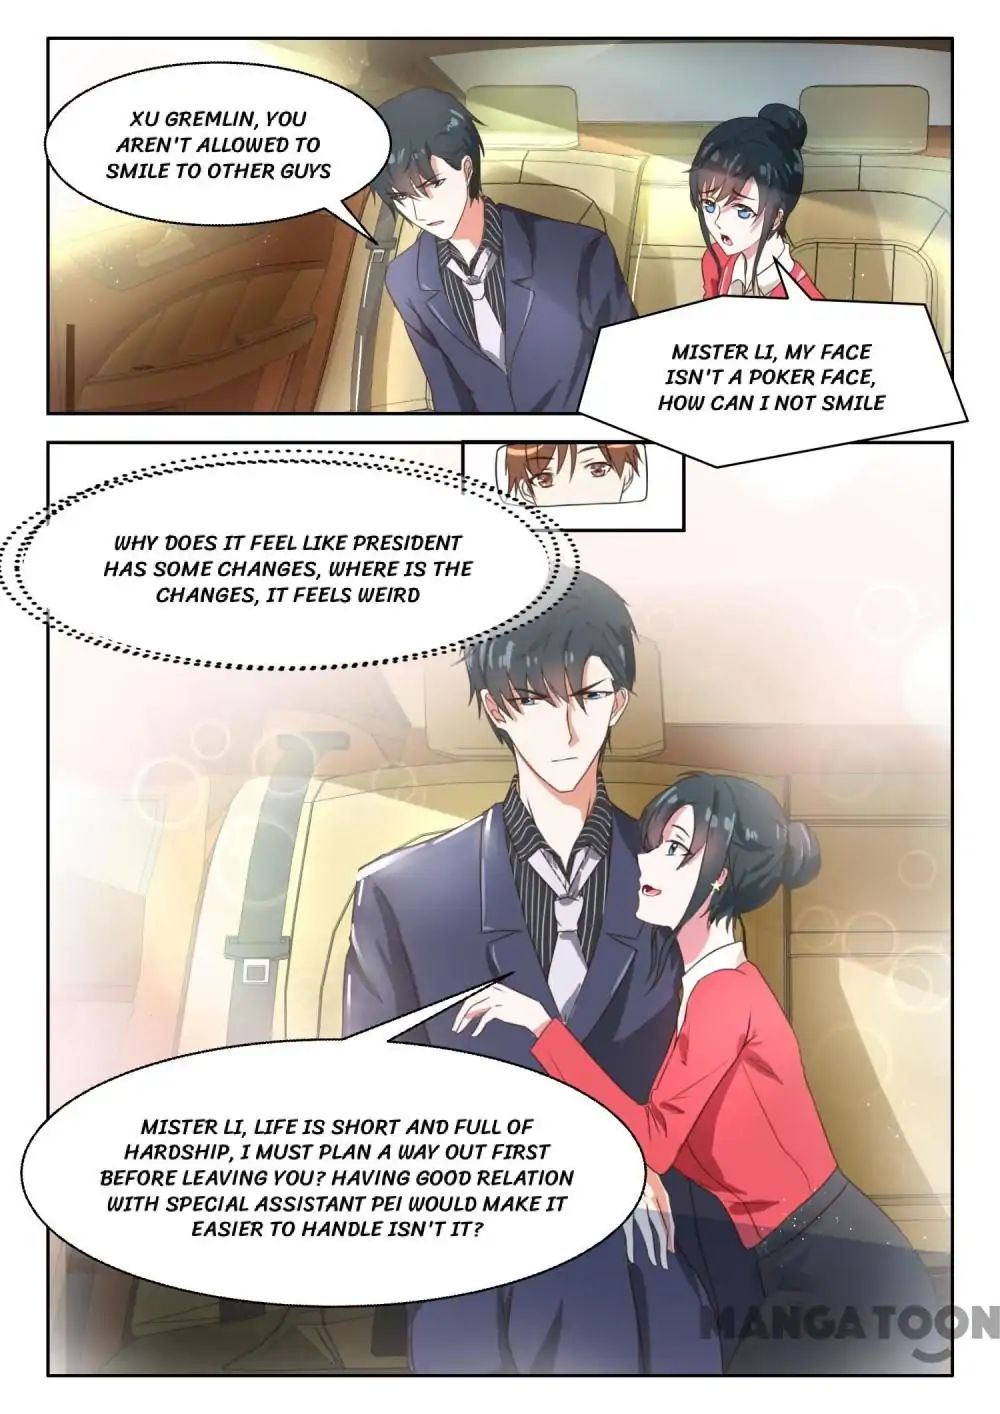 XU GREMLIN, YOU
AREN'T ALLOWED TO
SMILE TO OTHER GUYS
MISTER LI, MY FACE
ISN'T A POKER FACE,
HOW CAN I NOT SMILE
WHY DOES IT FEEL LIKE PRESIDENT
HAS SOME CHANGES, WHERE IS THE
CHANGES, IT FEELS WEIRD
MISTER LI, LIFE IS SHORT AND FULL OF
HARDSHIP, I MUST PLAN A WAY OUT FIRST
BEFORE LEAVING YOU? HAVING GOOD RELATION
WITH SPECIAL ASSISTANT PEI WOULD MAKE IT
EASIER TO HANDLE ISN'T IT?
MANGATOON